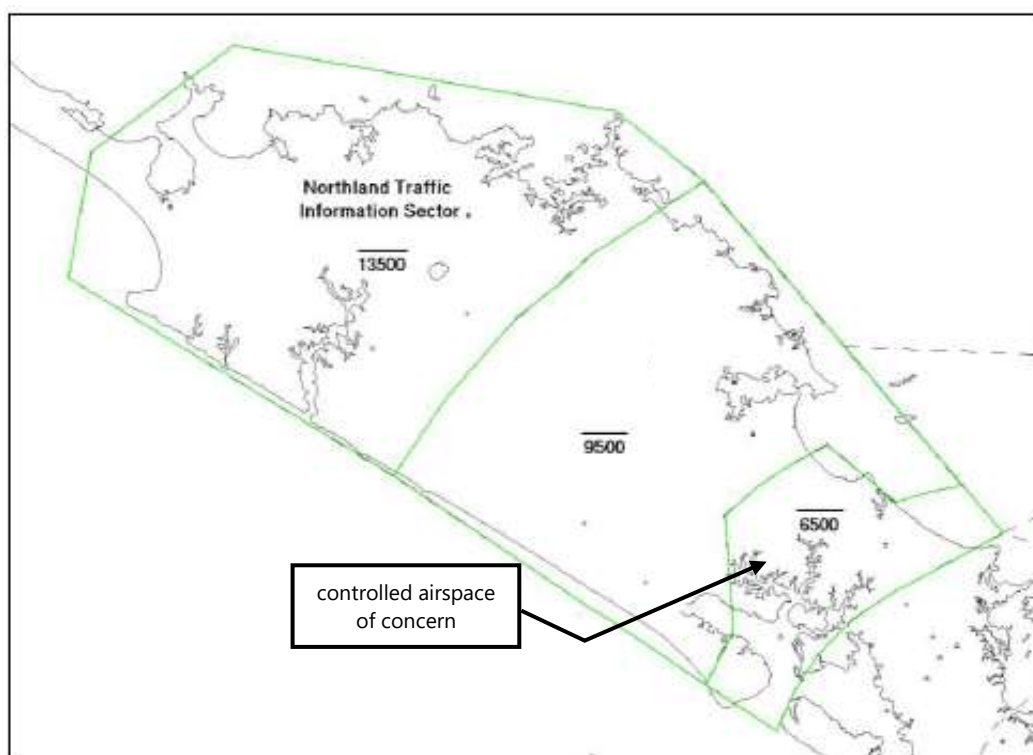 Northland Traffic
Information Sector
13500
9500
6500
controlled airspace
of concern